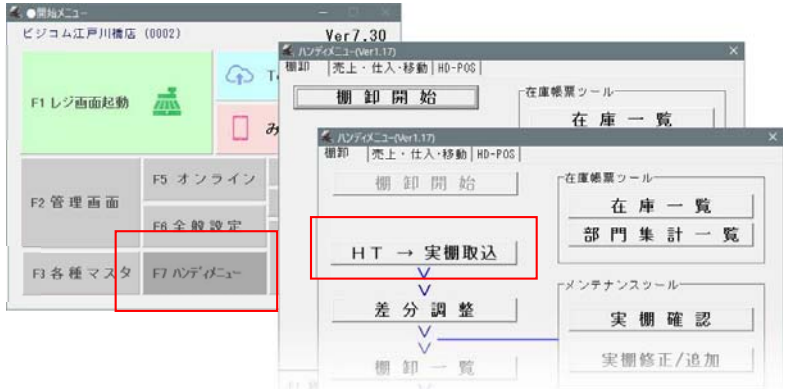 ●開始メニュー
ビジコム江戸川橋店 (0002)
Ver7.30
F1 レジ画面起動
F2 管理画面
F5 オンライン
F6 全般設定
F3 各種マスタ
F7 ハンディメニュー
ハンディメニュー(Ver1.17)
棚卸
売上・仕入・移動
HD-POS
棚卸開始
在庫帳票ツール
在庫一覧
ハンディメニュー(Ver1.17)
棚卸
売上・仕入・移動
HD-POS
棚卸開始
HT → 実棚取込
差分調整
棚卸一覧
在庫帳票ツール
在庫一覧
部門集計一覧
メンテナンスツール
実棚確認
実棚修正/追加